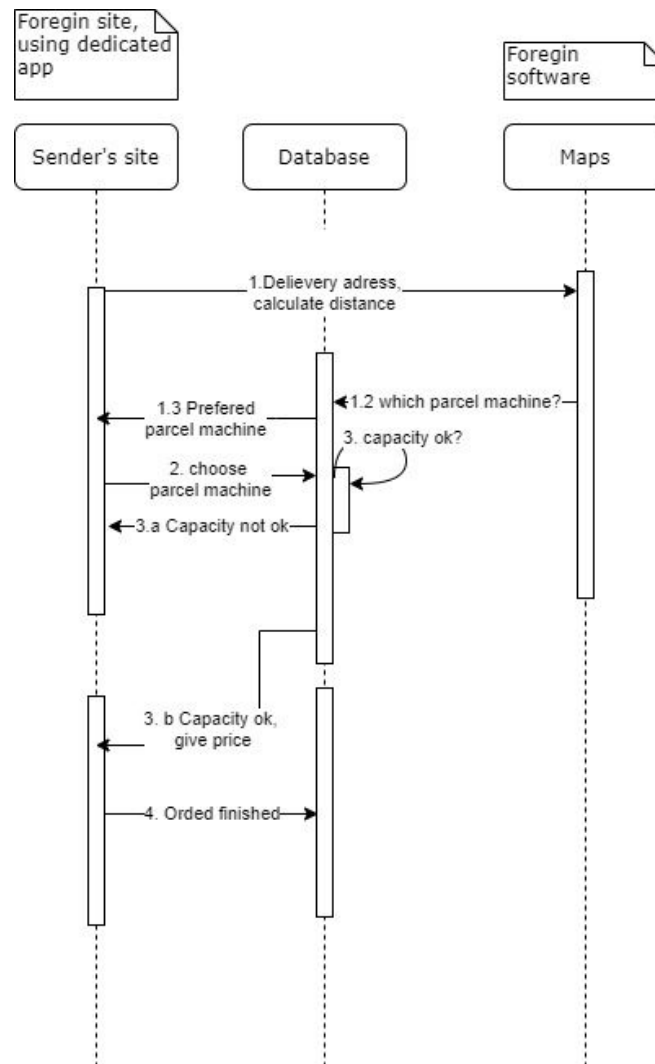 Foregin site,
using dedicated
app
Foregin
software
Sender's site
Database
Maps
1.Delievery adress,
calculate distance
1.2 which parcel machine?
1.3 Prefered
parcel machine
3. capacity ok?
2. choose
parcel machine
3.a Capacity not ok
3. b Capacity ok,
give price
4. Orded finished